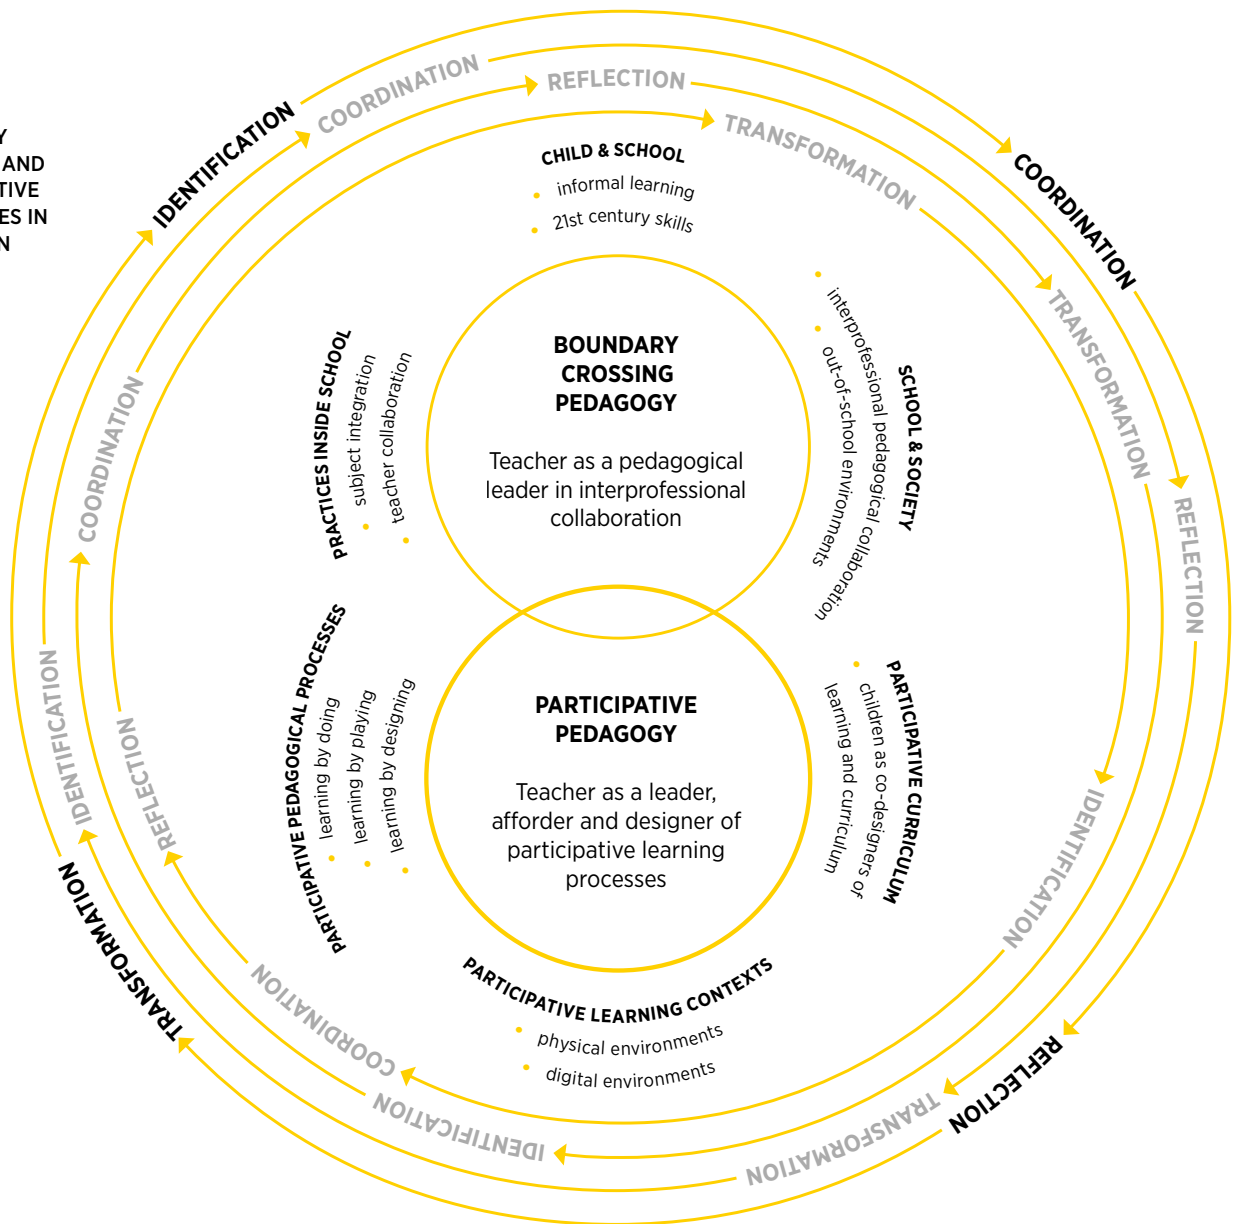 Y
AND
TIVE
ES IN
N
IDENTIFICATION
COORDINATION
REFLECTION
TRANSFORMATION
COORDINATION
CHILD & SCHOOL
informal learning
21st century skills
BOUNDARY
CROSSING
PEDAGOGY
Teacher as a pedagogical
leader in interprofessional
collaboration
PRACTICES INSIDE SCHOOL
subject integration
teacher collaboration
SCHOOL & SOCIETY
interprofessional pedagogical collaboration
out-of-school environments
TRANSFORMATION
REFLECTION
COORDINATION
PARTICIPATIVE
PEDAGOGY
Teacher as a leader,
afforder and designer of
participative learning
processes
PARTICIPATIVE PEDAGOGICAL PROCESSES
learning by doing
learning by playing
learning by designing
PARTICIPATIVE CURRICULUM
children as co-designers of
learning and curriculum
PARTICIPATIVE LEARNING CONTEXTS
physical environments
digital environments
IDENTIFICATION
REFLECTION
IDENTIFICATION
TRANSFORMATION
COORDINATION
IDENTIFICATION
TRANSFORMATION
REFLECTION